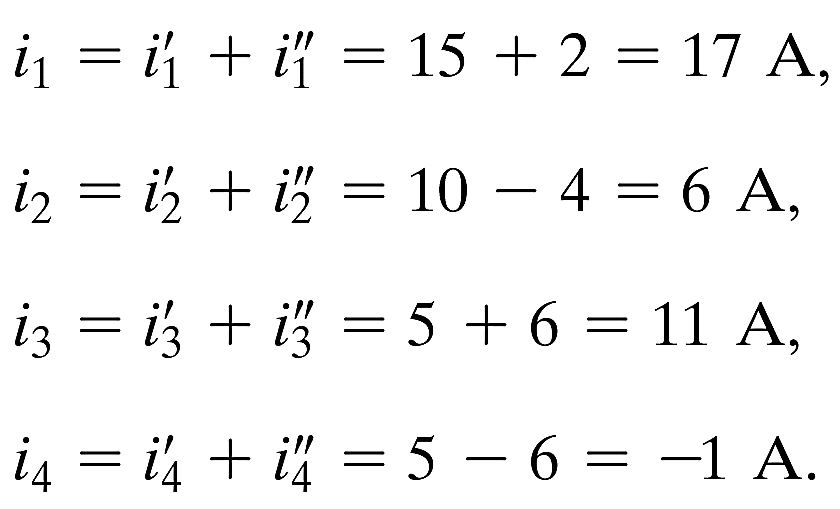 i₁ = i′₁ + i″₁ = 15 + 2 = 17 A,
i₂ = i′₂ + i″₂ = 10 − 4 = 6 A,
i₃ = i′₃ + i″₃ = 5 + 6 = 11 A,
i₄ = i′₄ + i″₄ = 5 − 6 = −1 A.